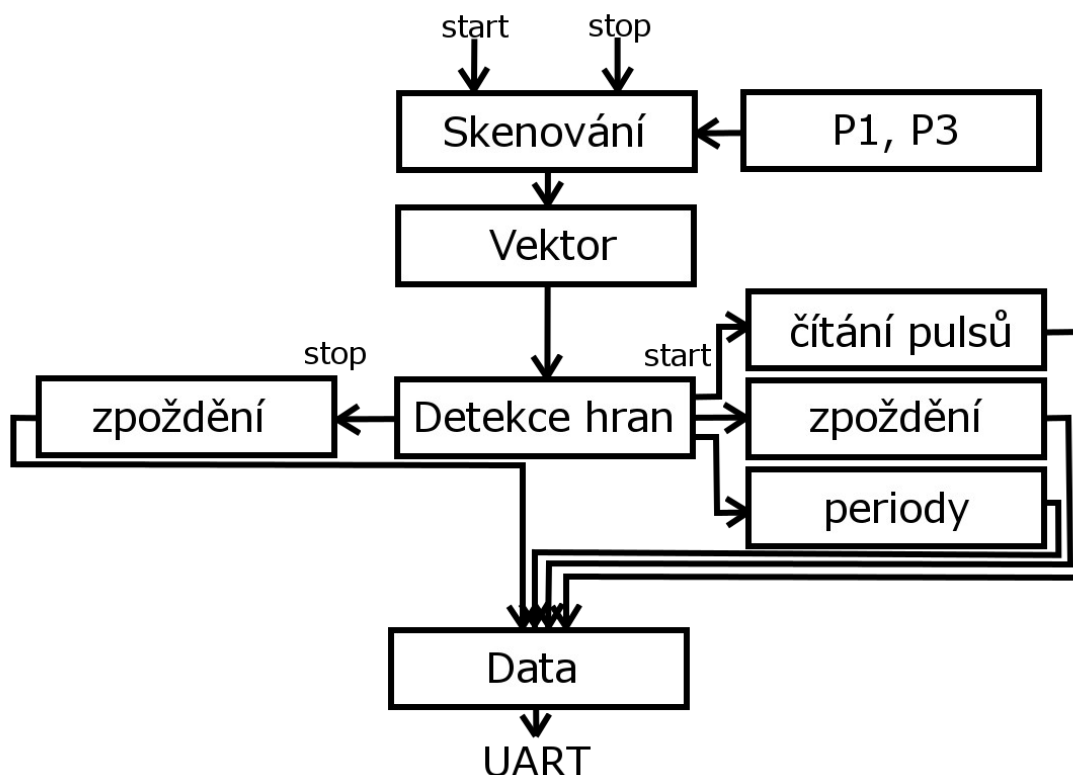 start
stop
Skenování
P1, P3
Vektor
čítání pulsů
stop
start
zpoždění
Detekce hran
zpoždění
periody
Data
UART